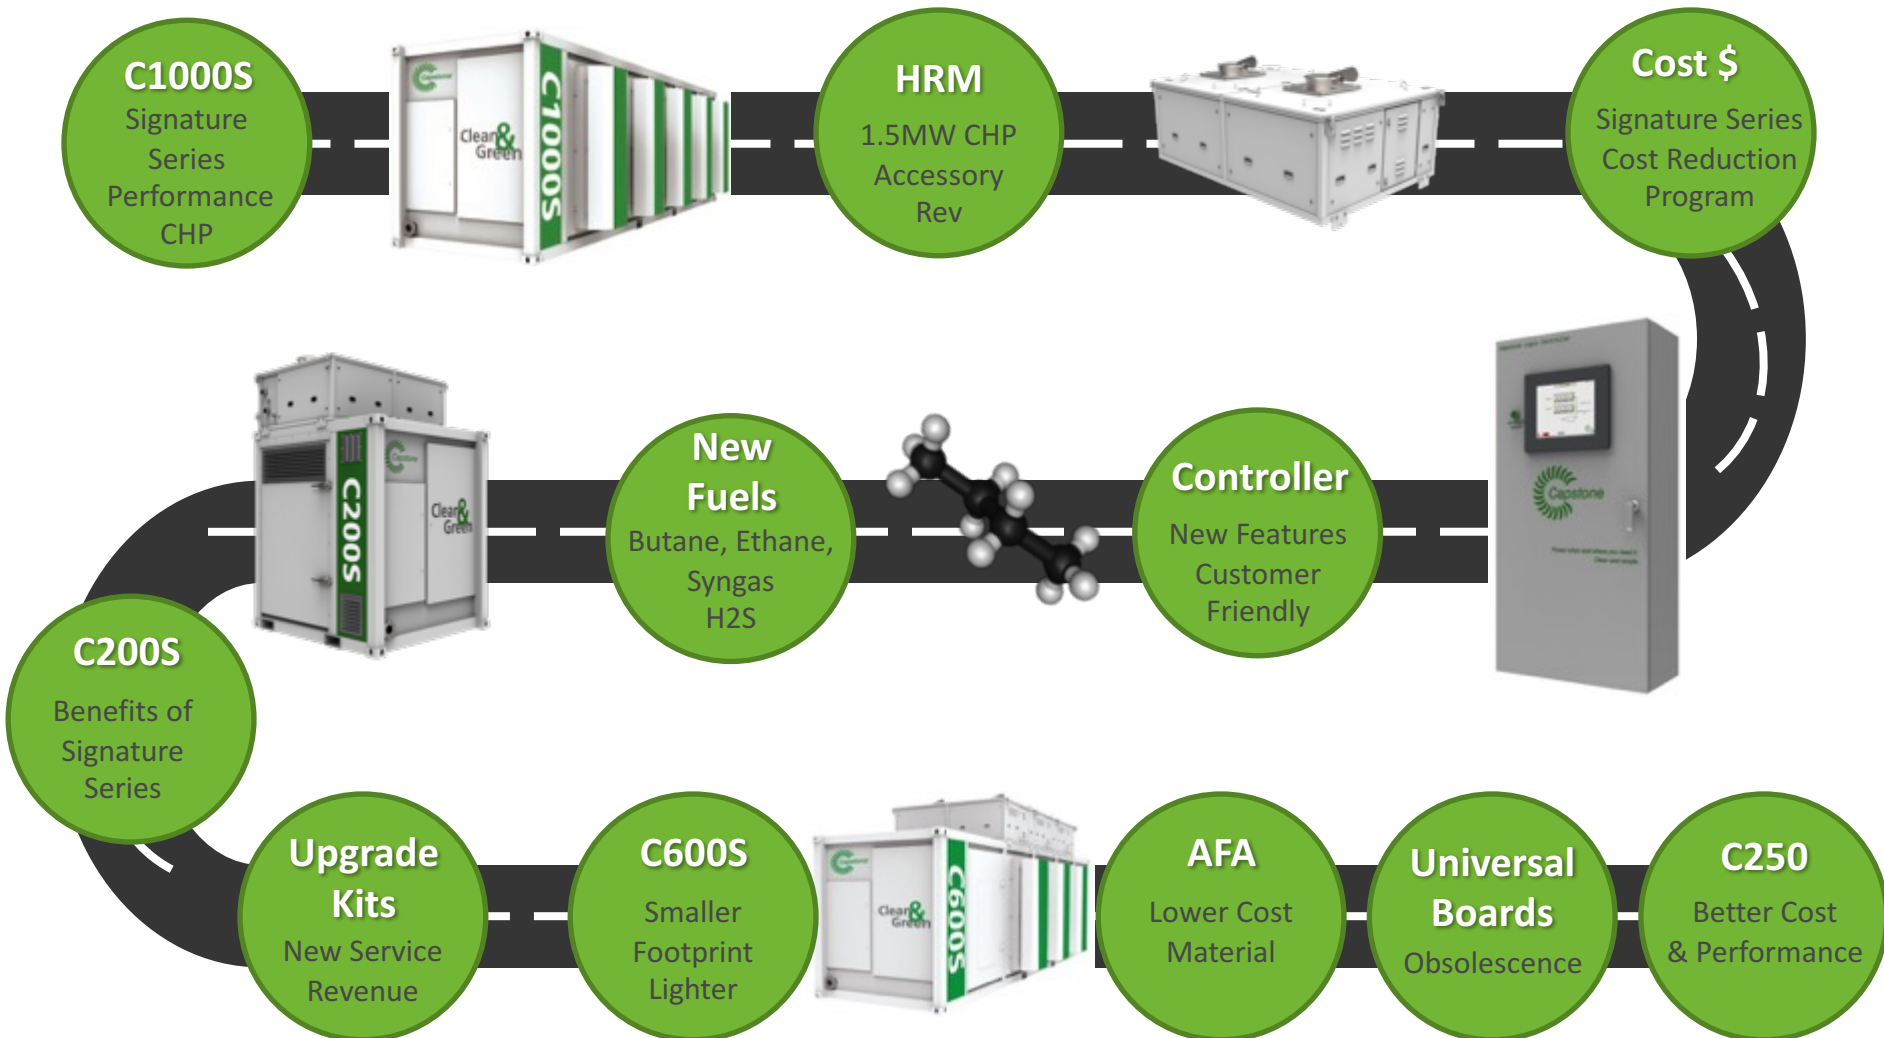 C1000S
Signature
Series
Performance
CHP
Capstone
Clean&
Green
C1000S
HRM
1.5MW CHP
Accessory
Rev
Cost $
Signature Series
Cost Reduction
Program
Capstone
Controller
New Features
Customer
Friendly
New
Fuels
Butane, Ethane,
Syngas
H2S
Capstone
Clean&
Green
C200S
C200S
Benefits of
Signature
Series
Upgrade
Kits
New Service
Revenue
C600S
Smaller
Footprint
Lighter
Capstone
Clean&
Green
C600S
AFA
Lower Cost
Material
Universal
Boards
Obsolescence
C250
Better Cost
& Performance